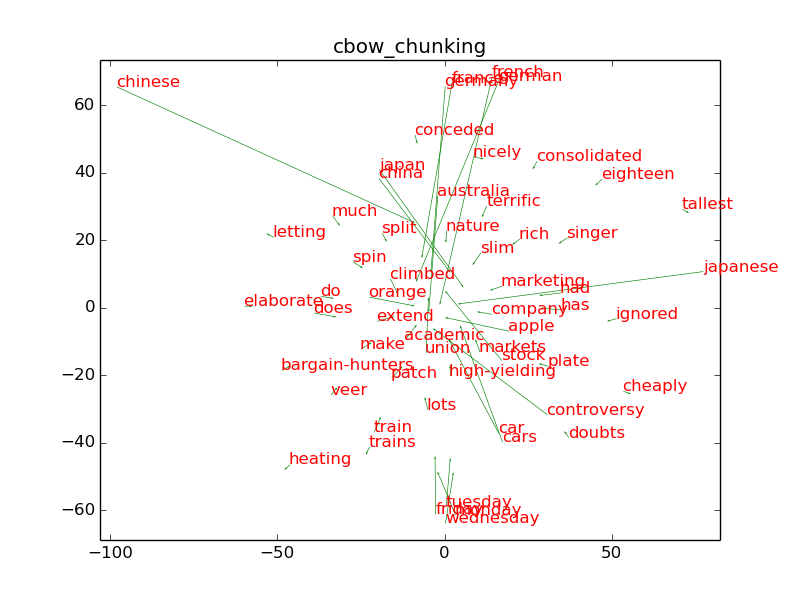 cbow_chunking
chinese
french
france
german
germany
conceded
nicely
consolidated
japan
china
eighteen
australia
terrific
tallest
much
split
nature
letting
rich
singer
slim
spin
japanese
climbed
marketing
do
orange
had
elaborate
does
company
has
extend
ignored
apple
academic
make
union
markets
stock
bargain-hunters
plate
patch
high-yielding
veer
cheaply
lots
controversy
train
car
cars
doubts
trains
heating
tuesday
friday
monday
wednesday
60
40
20
0
−20
−40
−60
−100
−50
0
50